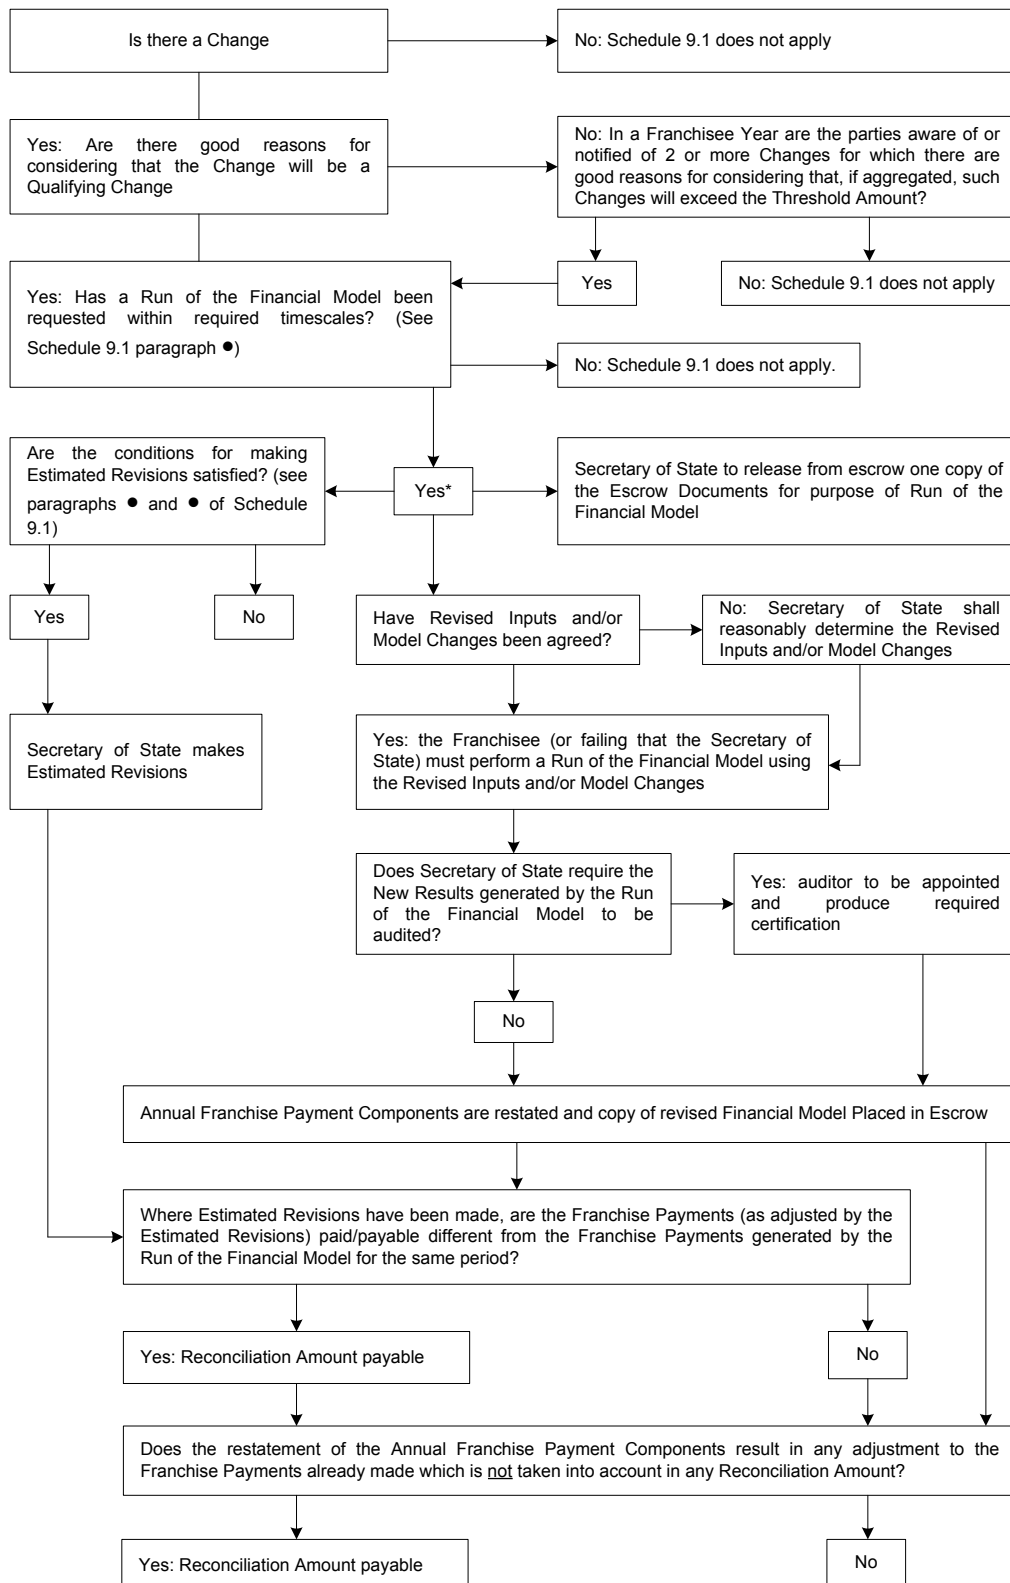 Is there a Change
No: Schedule 9.1 does not apply
Yes: Are there good reasons for
considering that the Change will be a
Qualifying Change
No: In a Franchisee Year are the parties aware of or
notified of 2 or more Changes for which there are
good reasons for considering that, if aggregated, such
Changes will exceed the Threshold Amount?
Yes
No: Schedule 9.1 does not apply
Yes: Has a Run of the Financial Model been
requested within required timescales? (See
Schedule 9.1 paragraph ●)
No: Schedule 9.1 does not apply.
Are the conditions for making
Estimated Revisions satisfied? (see
paragraphs ● and ● of Schedule
9.1)
Yes*
Secretary of State to release from escrow one copy of
the Escrow Documents for purpose of Run of the
Financial Model
Yes
No
Have Revised Inputs and/or
Model Changes been agreed?
No: Secretary of State shall
reasonably determine the Revised
Inputs and/or Model Changes
Secretary of State makes
Estimated Revisions
Yes: the Franchisee (or failing that the Secretary of
State) must perform a Run of the Financial Model using
the Revised Inputs and/or Model Changes
Does Secretary of State require the
New Results generated by the Run
of the Financial Model to be
audited?
Yes: auditor to be appointed
and produce required
certification
No
Annual Franchise Payment Components are restated and copy of revised Financial Model Placed in Escrow
Where Estimated Revisions have been made, are the Franchise Payments (as adjusted by the
Estimated Revisions) paid/payable different from the Franchise Payments generated by the
Run of the Financial Model for the same period?
Yes: Reconciliation Amount payable
No
Does the restatement of the Annual Franchise Payment Components result in any adjustment to the
Franchise Payments already made which is not taken into account in any Reconciliation Amount?
Yes: Reconciliation Amount payable
No